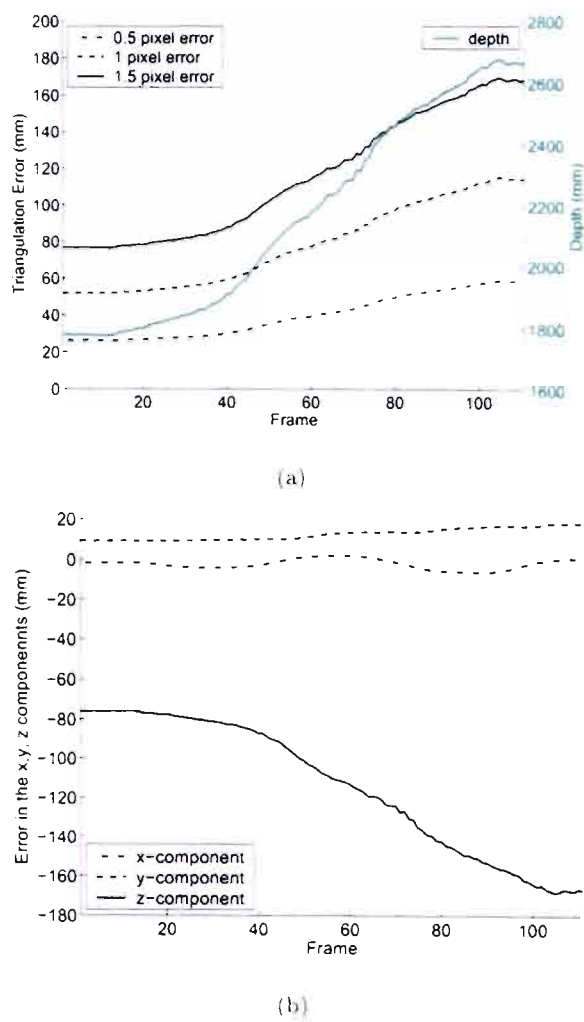 200
180
160
140
120
100
80
60
40
20
0
Triangulation Error (mm)
0.5 pixel error
1 pixel error
1.5 pixel error
depth
2800
2600
2400
2200
2000
1800
1600
Depth (mm)
20 40 60 80 100
Frame
(a)
20
0
−20
−40
−60
−80
−100
−120
−140
−160
−180
Error in the x,y, z componennts (mm)
x−component
y−component
z−component
20 40 60 80 100
Frame
(b)